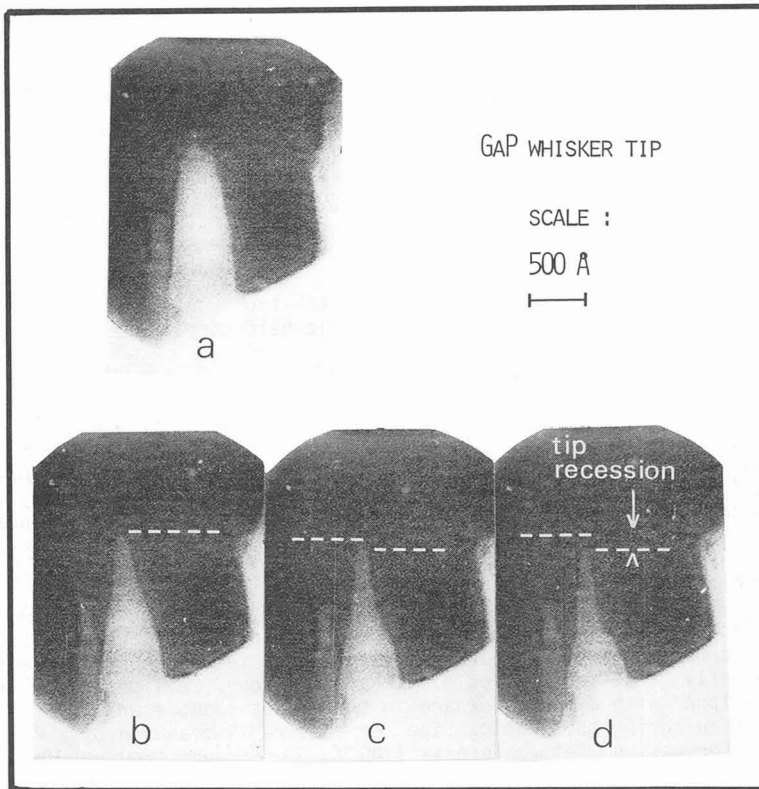 GAP WHISKER TIP
SCALE :
500 Å
a
tip
recession
b
c
d